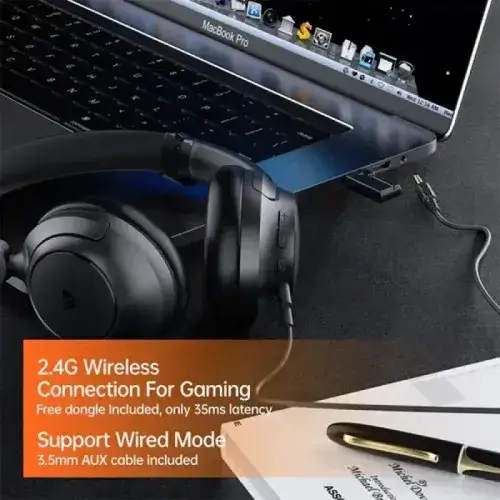 MacBook Pro
2.4G Wireless
Connection For Gaming
Free dongle Included, only 35ms latency
Support Wired Mode
3.5mm AUX cable included